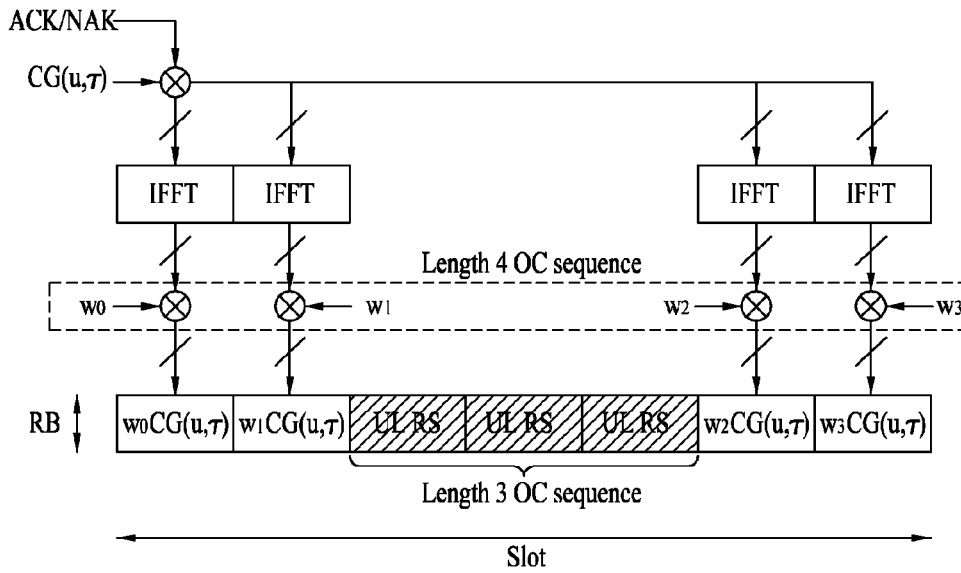 ACK/NAK
CG(u,τ)
IFFT IFFT IFFT IFFT
Length 4 OC sequence
w0 w1 w2 w3
RB w0CG(u,τ) w1CG(u,τ) UL RS UL RS UL RS w2CG(u,τ) w3CG(u,τ)
Length 3 OC sequence
Slot